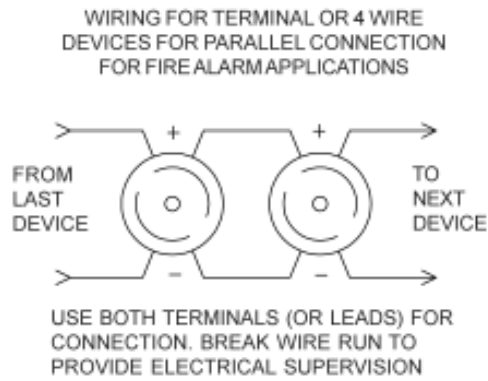 WIRING FOR TERMINAL OR 4 WIRE
DEVICES FOR PARALLEL CONNECTION
FOR FIRE ALARM APPLICATIONS
+
+
FROM
LAST
DEVICE
TO
NEXT
DEVICE
–
–
USE BOTH TERMINALS (OR LEADS) FOR
CONNECTION. BREAK WIRE RUN TO
PROVIDE ELECTRICAL SUPERVISION